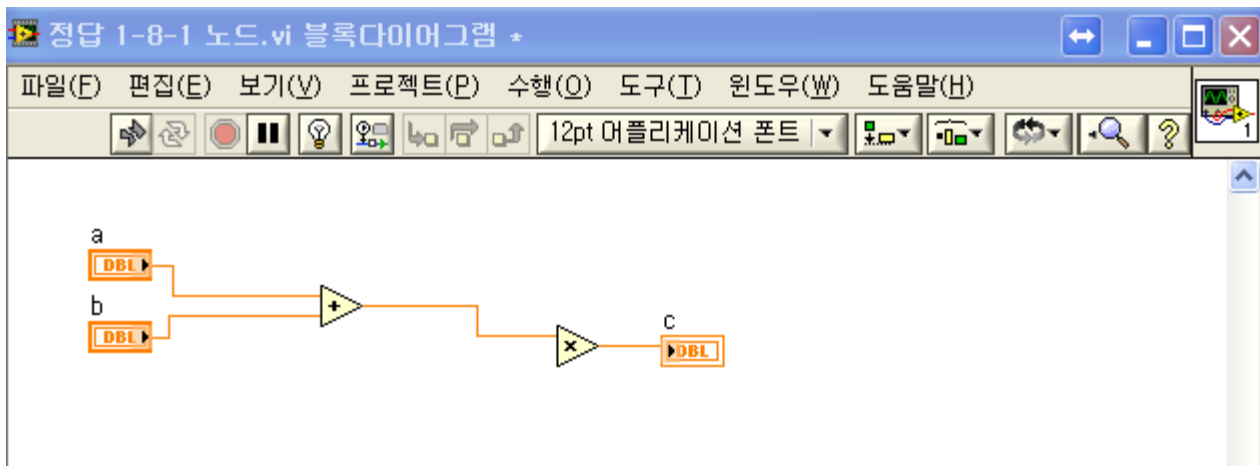 정답 1-8-1 노드.vi 블록다이어그램 *
파일(F) 편집(E) 보기(V) 프로젝트(P) 수행(O) 도구(T) 윈도우(W) 도움말(H)
12pt 어플리케이션 폰트
1
a
DBL
b
DBL
+
×
c
DBL